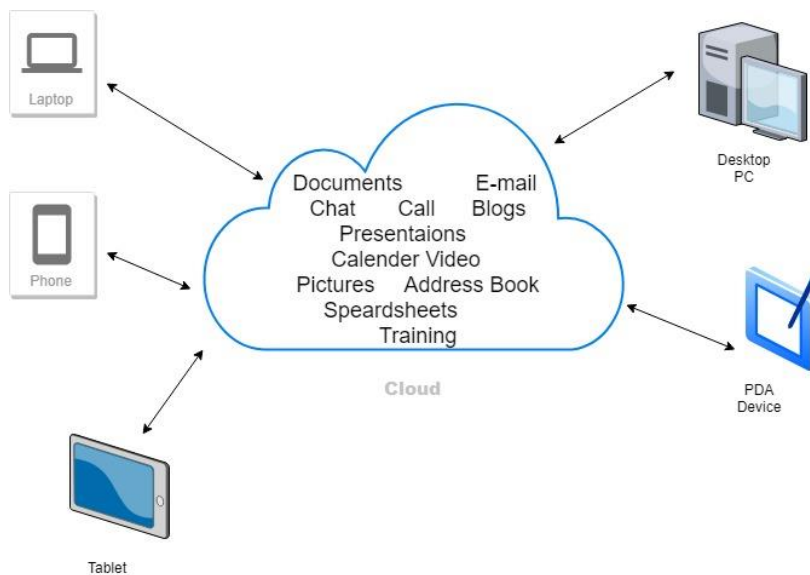 Laptop
Desktop
PC
Documents E-mail
Chat Call Blogs
Presentaions
Calender Video
Pictures Address Book
Speardsheets
Training
Phone
Cloud
PDA
Device
Tablet